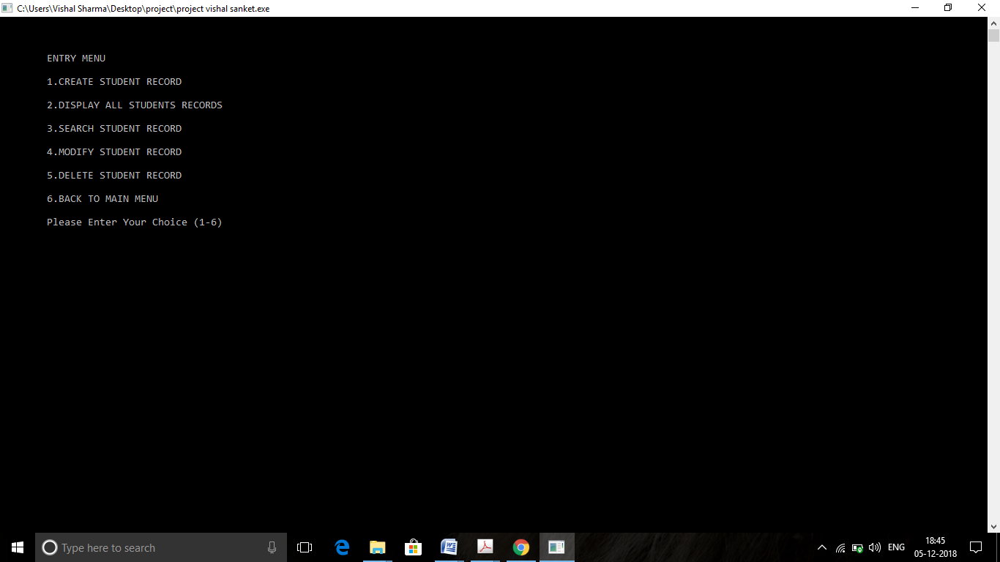 C:\Users\Vishal Sharma\Desktop\project\project vishal sanket.exe
ENTRY MENU
1.CREATE STUDENT RECORD
2.DISPLAY ALL STUDENTS RECORDS
3.SEARCH STUDENT RECORD
4.MODIFY STUDENT RECORD
5.DELETE STUDENT RECORD
6.BACK TO MAIN MENU
Please Enter Your Choice (1-6)
Type here to search
ENG
18:45
05-12-2018